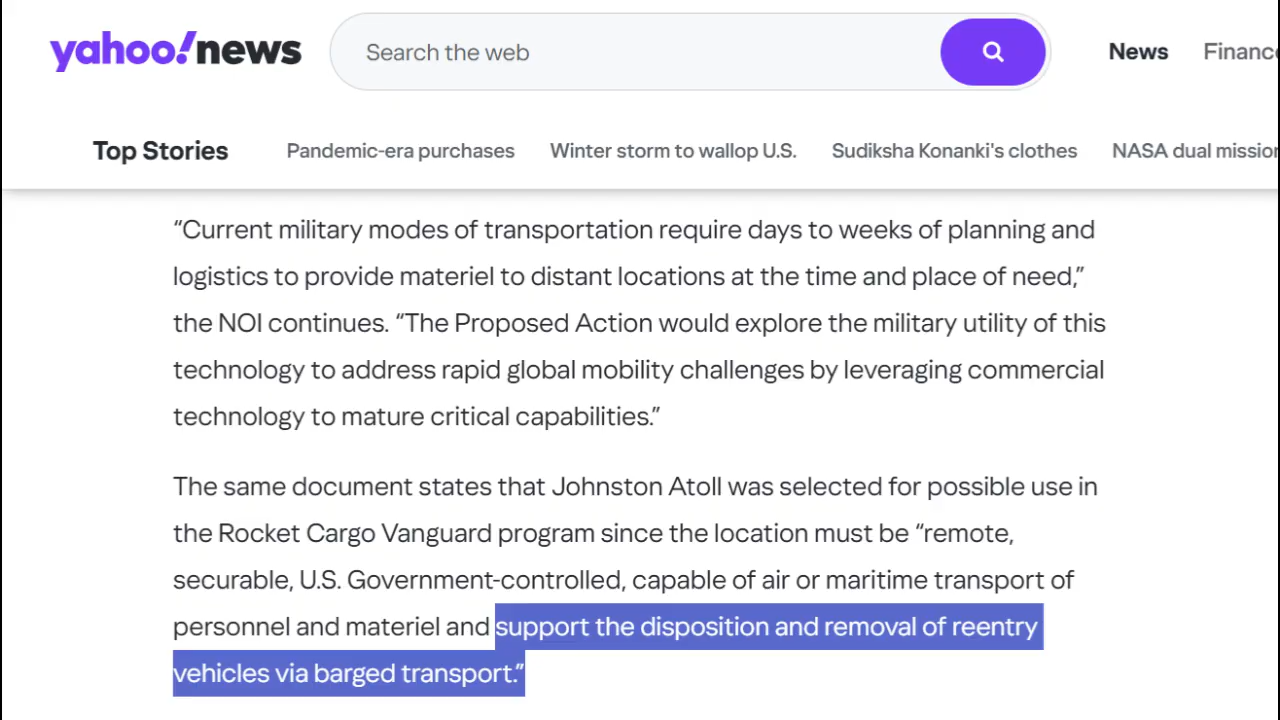 yahoo!news
Search the web
News
Financ
Top Stories
Pandemic-era purchases
Winter storm to wallop U.S.
Sudiksha Konanki's clothes
NASA dual mission
“Current military modes of transportation require days to weeks of planning and
logistics to provide materiel to distant locations at the time and place of need,”
the NOI continues. “The Proposed Action would explore the military utility of this
technology to address rapid global mobility challenges by leveraging commercial
technology to mature critical capabilities.”
The same document states that Johnston Atoll was selected for possible use in
the Rocket Cargo Vanguard program since the location must be “remote,
securable, U.S. Government-controlled, capable of air or maritime transport of
personnel and materiel and support the disposition and removal of reentry
vehicles via barged transport.”